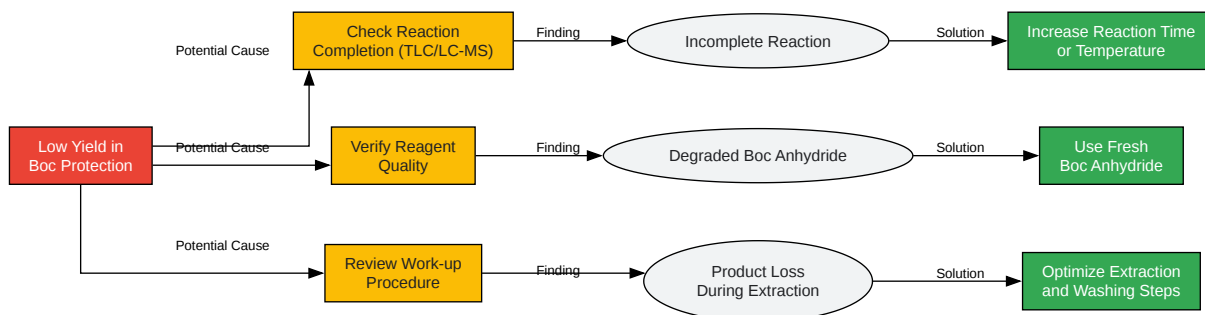 Potential Cause
Check Reaction
Completion (TLC/LC-MS)
Finding
Incomplete Reaction
Solution
Increase Reaction Time
or Temperature
Low Yield in
Boc Protection
Potential Cause
Verify Reagent
Quality
Finding
Degraded Boc Anhydride
Solution
Use Fresh
Boc Anhydride
Potential Cause
Review Work-up
Procedure
Finding
Product Loss
During Extraction
Solution
Optimize Extraction
and Washing Steps